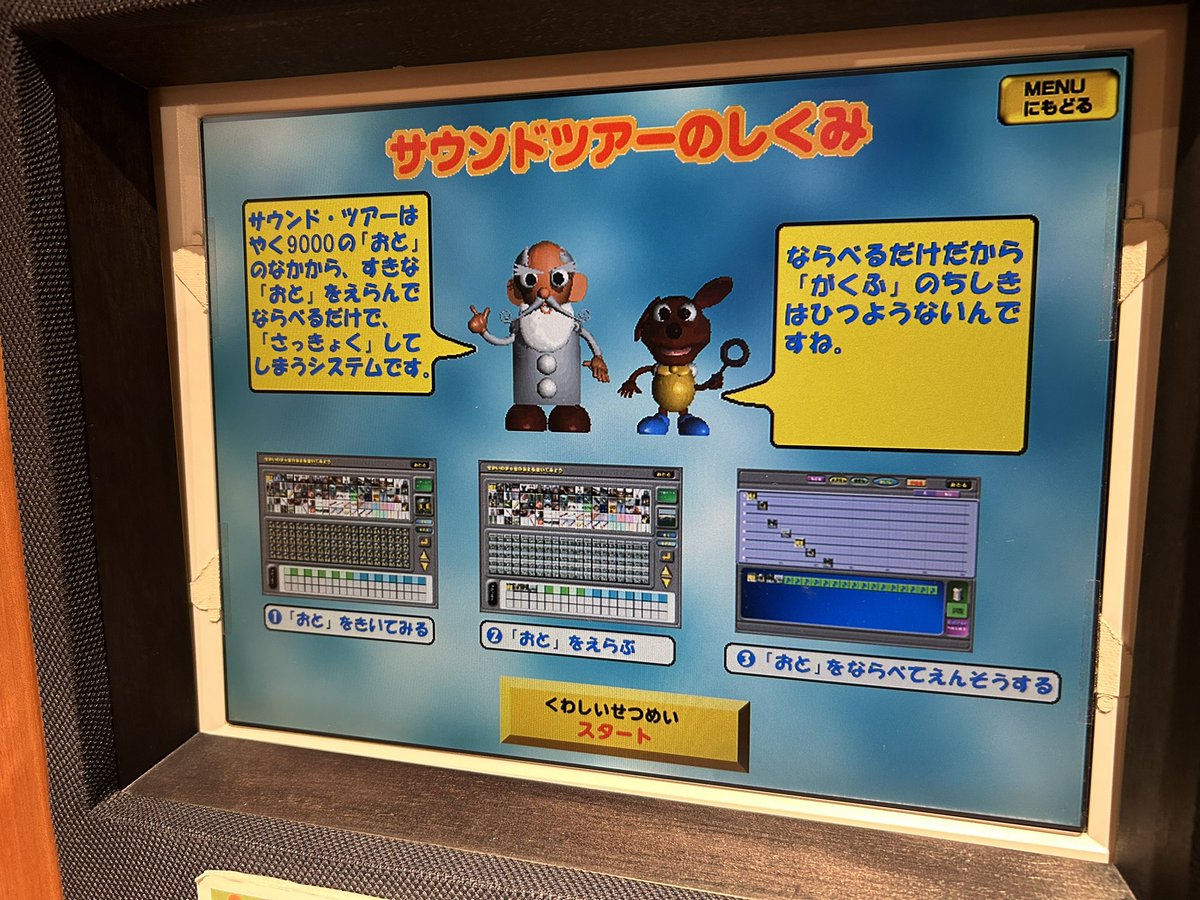 MENU
にもどる
サウンドツアーのしくみ
サウンド・ツアーは
やく9000の「おと」
のなかから、すきな
「おと」をえらんで
ならべるだけで、
「さっきょく」して
しまうシステムです。
ならべるだけだから
「がくふ」のちしき
はひつようないんで
すね。
❶「おと」をきいてみる
❷「おと」をえらぶ
❸「おと」をならべてえんそうする
くわしいせつめい
スタート